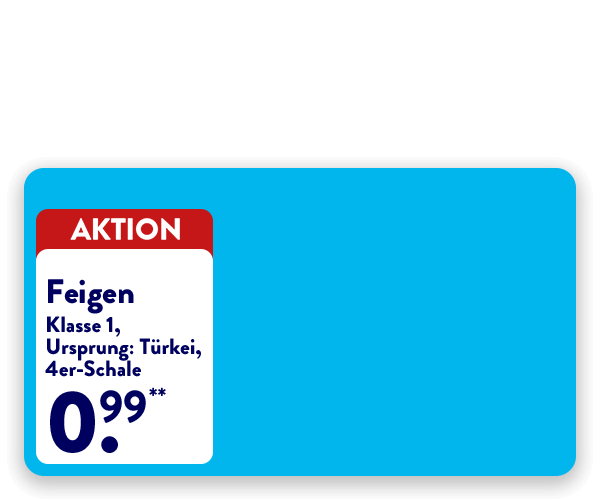 AKTION
Feigen
Klasse 1,
Ursprung: Türkei,
4er-Schale
0.99**